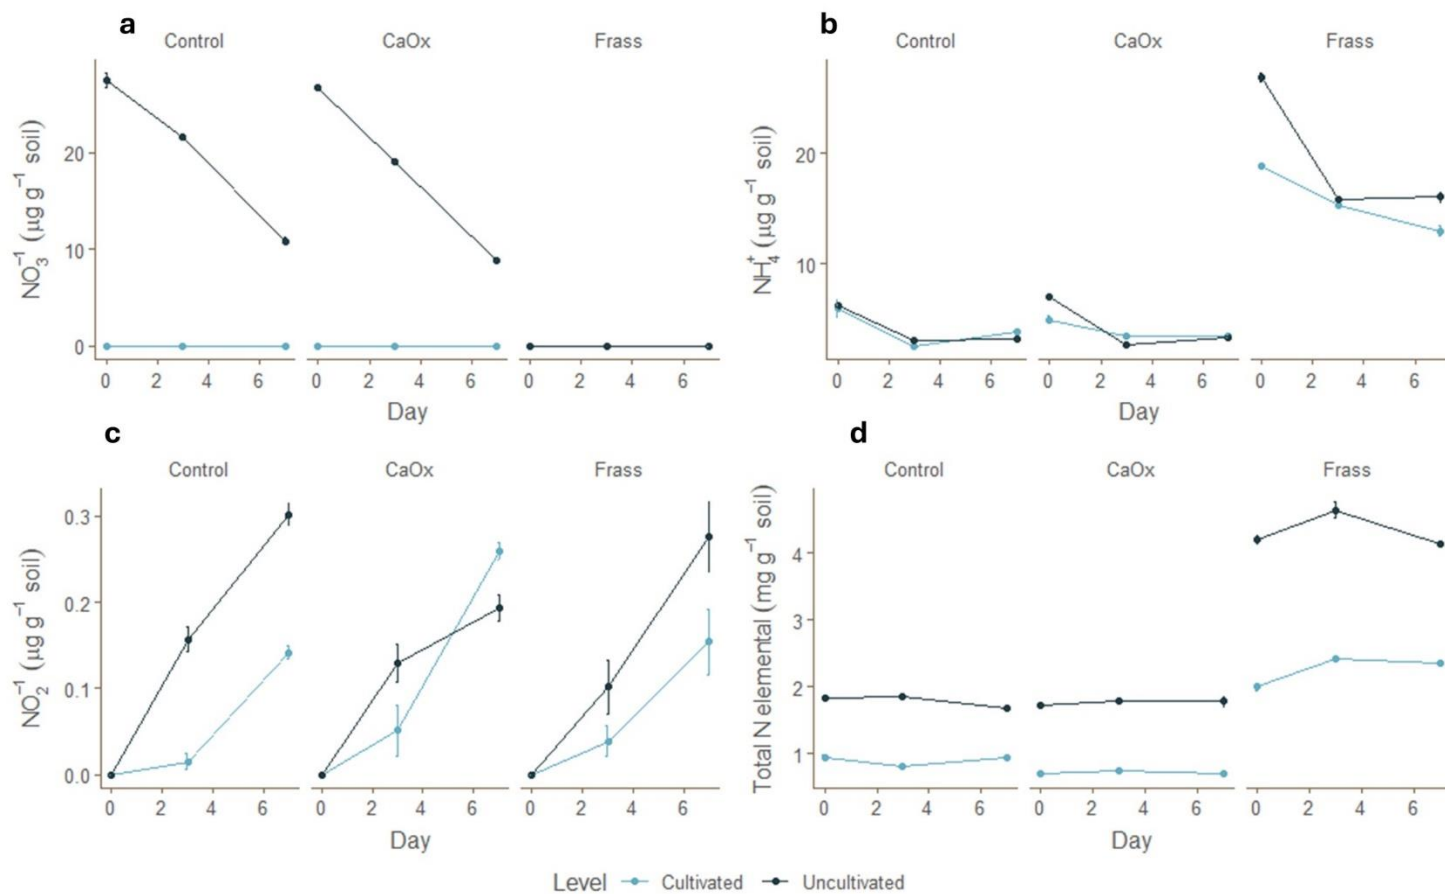 a
Control CaOx Frass
NO₃⁻¹ (µg g⁻¹ soil)
20
10
0
0 2 4 6 0 2 4 6 0 2 4 6
Day
b
Control CaOx Frass
NH₄⁺ (µg g⁻¹ soil)
20
10
0 2 4 6 0 2 4 6 0 2 4 6
Day
c
Control CaOx Frass
NO₂⁻¹ (µg g⁻¹ soil)
0.3
0.2
0.1
0.0
0 2 4 6 0 2 4 6 0 2 4 6
Day
d
Control CaOx Frass
Total N elemental (mg g⁻¹ soil)
4
3
2
1
0 2 4 6 0 2 4 6 0 2 4 6
Day
Level Cultivated Uncultivated